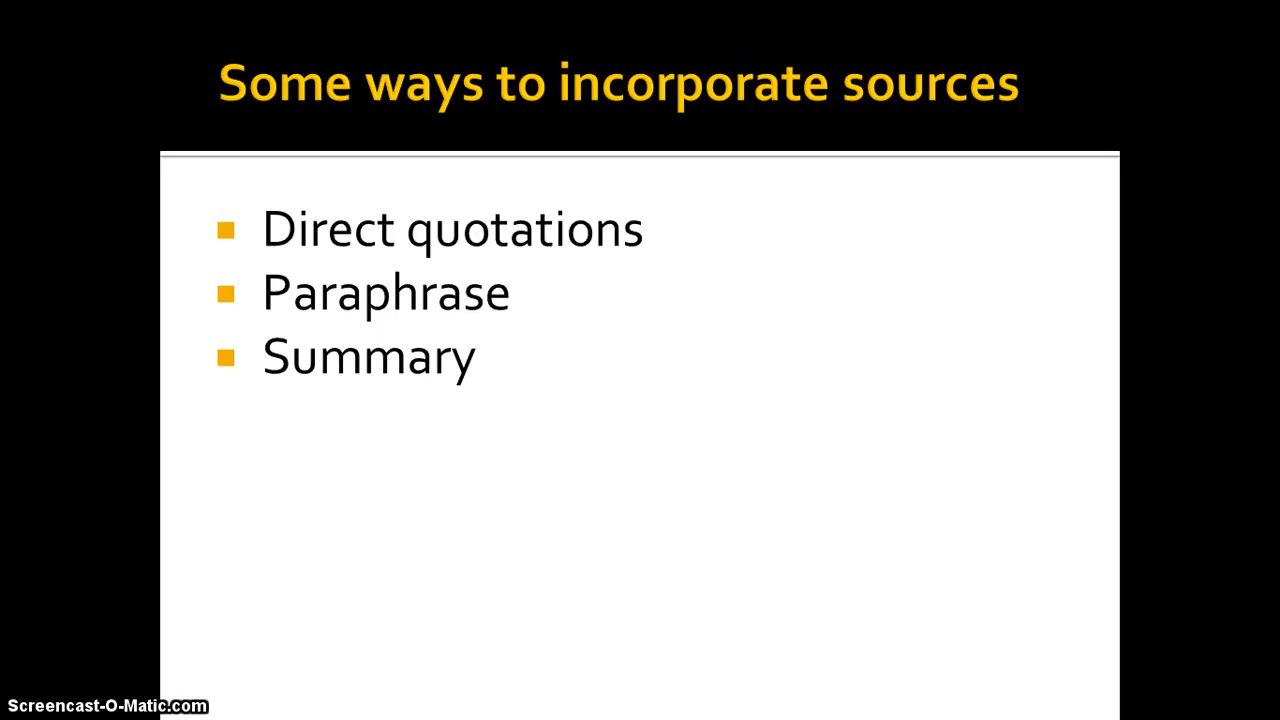 Some ways to incorporate sources
Direct quotations
Paraphrase
Summary
Screencast-O-Matic.com